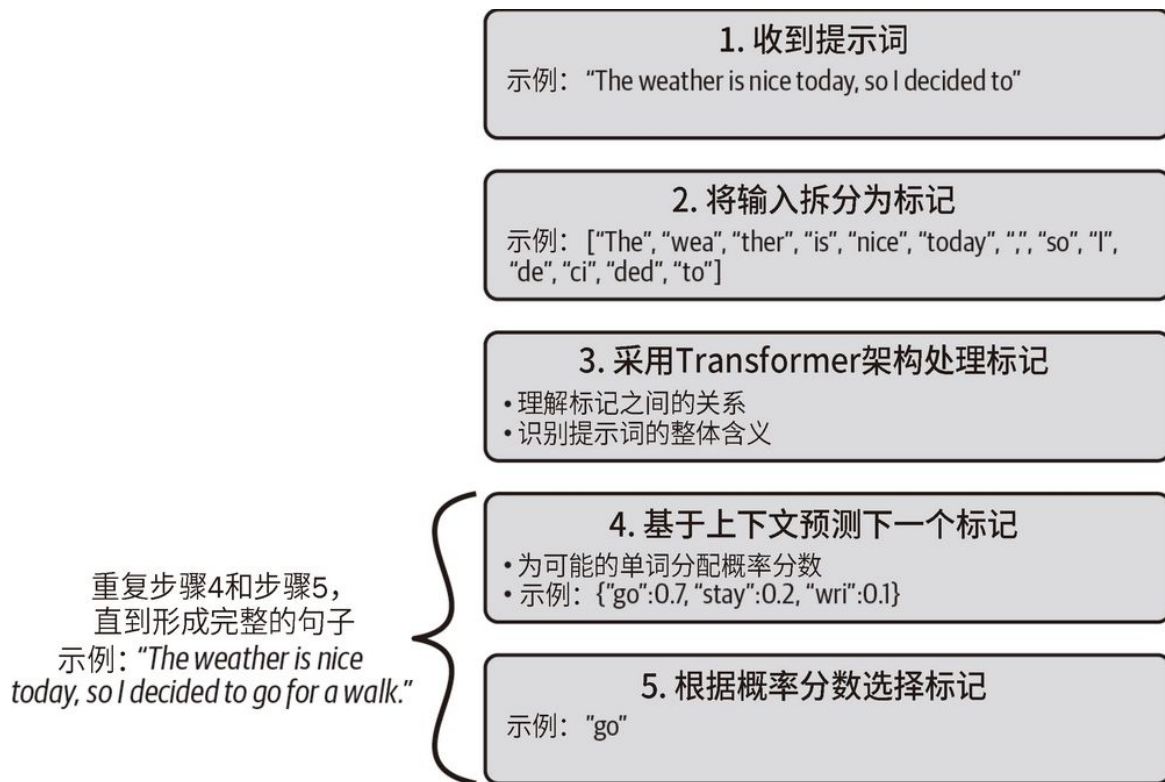 1. 收到提示词
示例：“The weather is nice today, so I decided to”
2. 将输入拆分为标记
示例：[“The”, “wea”, “ther”, “is”, “nice”, “today”, “,”, “so”, “I”,
“de”, “ci”, “ded”, “to”]
3. 采用Transformer架构处理标记
• 理解标记之间的关系
• 识别提示词的整体含义
4. 基于上下文预测下一个标记
• 为可能的单词分配概率分数
• 示例：{“go”:0.7, “stay”:0.2, “wri”:0.1}
5. 根据概率分数选择标记
示例：“go”
重复步骤4和步骤5，
直到形成完整的句子
示例：“The weather is nice
today, so I decided to go for a walk.”